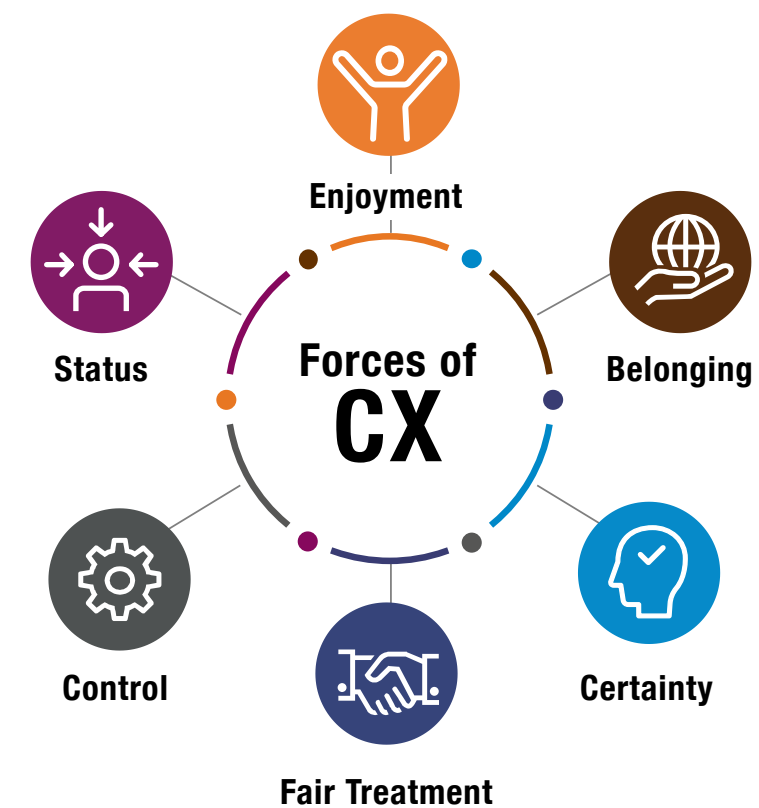 Enjoyment
Status
Belonging
Forces of
CX
Control
Certainty
Fair Treatment